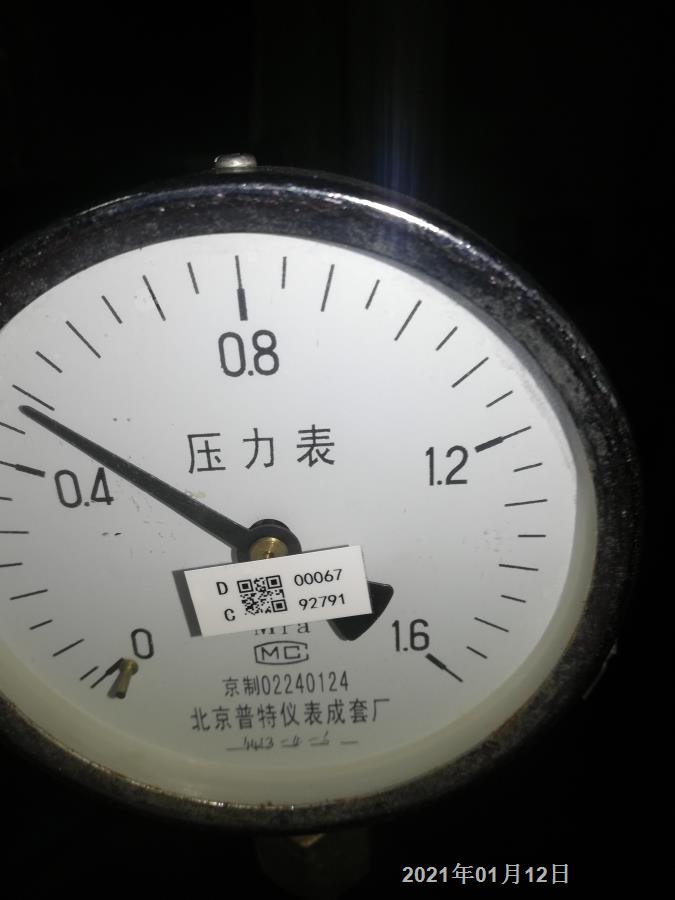 0.8
压力表
0.4
1.2
D 00067
C 92791
MPa
0
1.6
MC
京制02240124
北京普特仪表成套厂
2021年01月12日